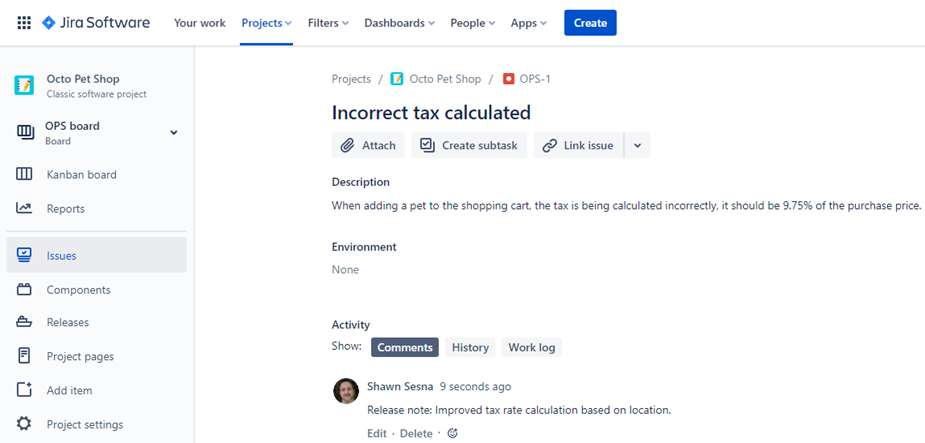 Jira Software Your work Projects Filters Dashboards People Apps Create
Octo Pet Shop
Classic software project
OPS board
Board
Kanban board
Reports
Issues
Components
Releases
Project pages
Add item
Project settings
Projects / Octo Pet Shop / OPS-1
Incorrect tax calculated
Attach Create subtask Link issue
Description
When adding a pet to the shopping cart, the tax is being calculated incorrectly, it should be 9.75% of the purchase price.
Environment
None
Activity
Show: Comments History Work log
Shawn Sesna 9 seconds ago
Release note: Improved tax rate calculation based on location.
Edit · Delete ·